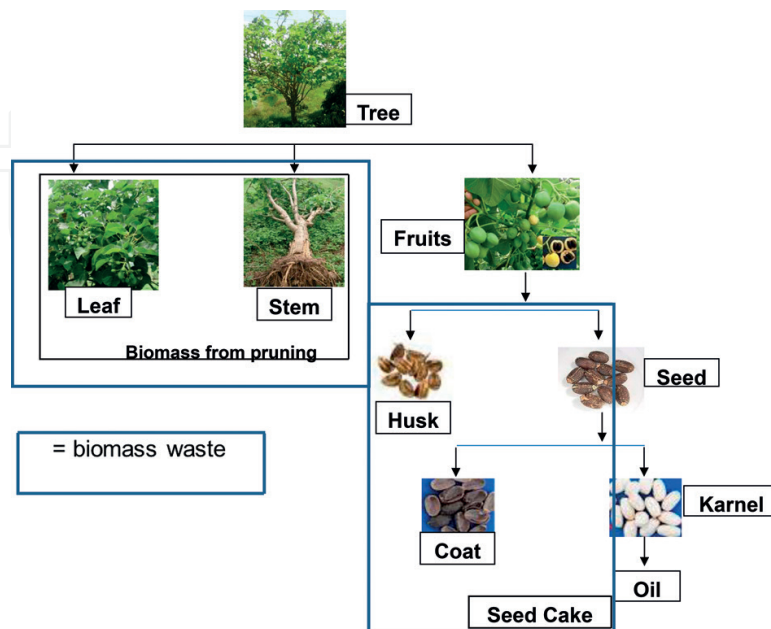 Tree
Fruits
Leaf
Stem
Biomass from pruning
Husk
Seed
= biomass waste
Coat
Karnel
Oil
Seed Cake